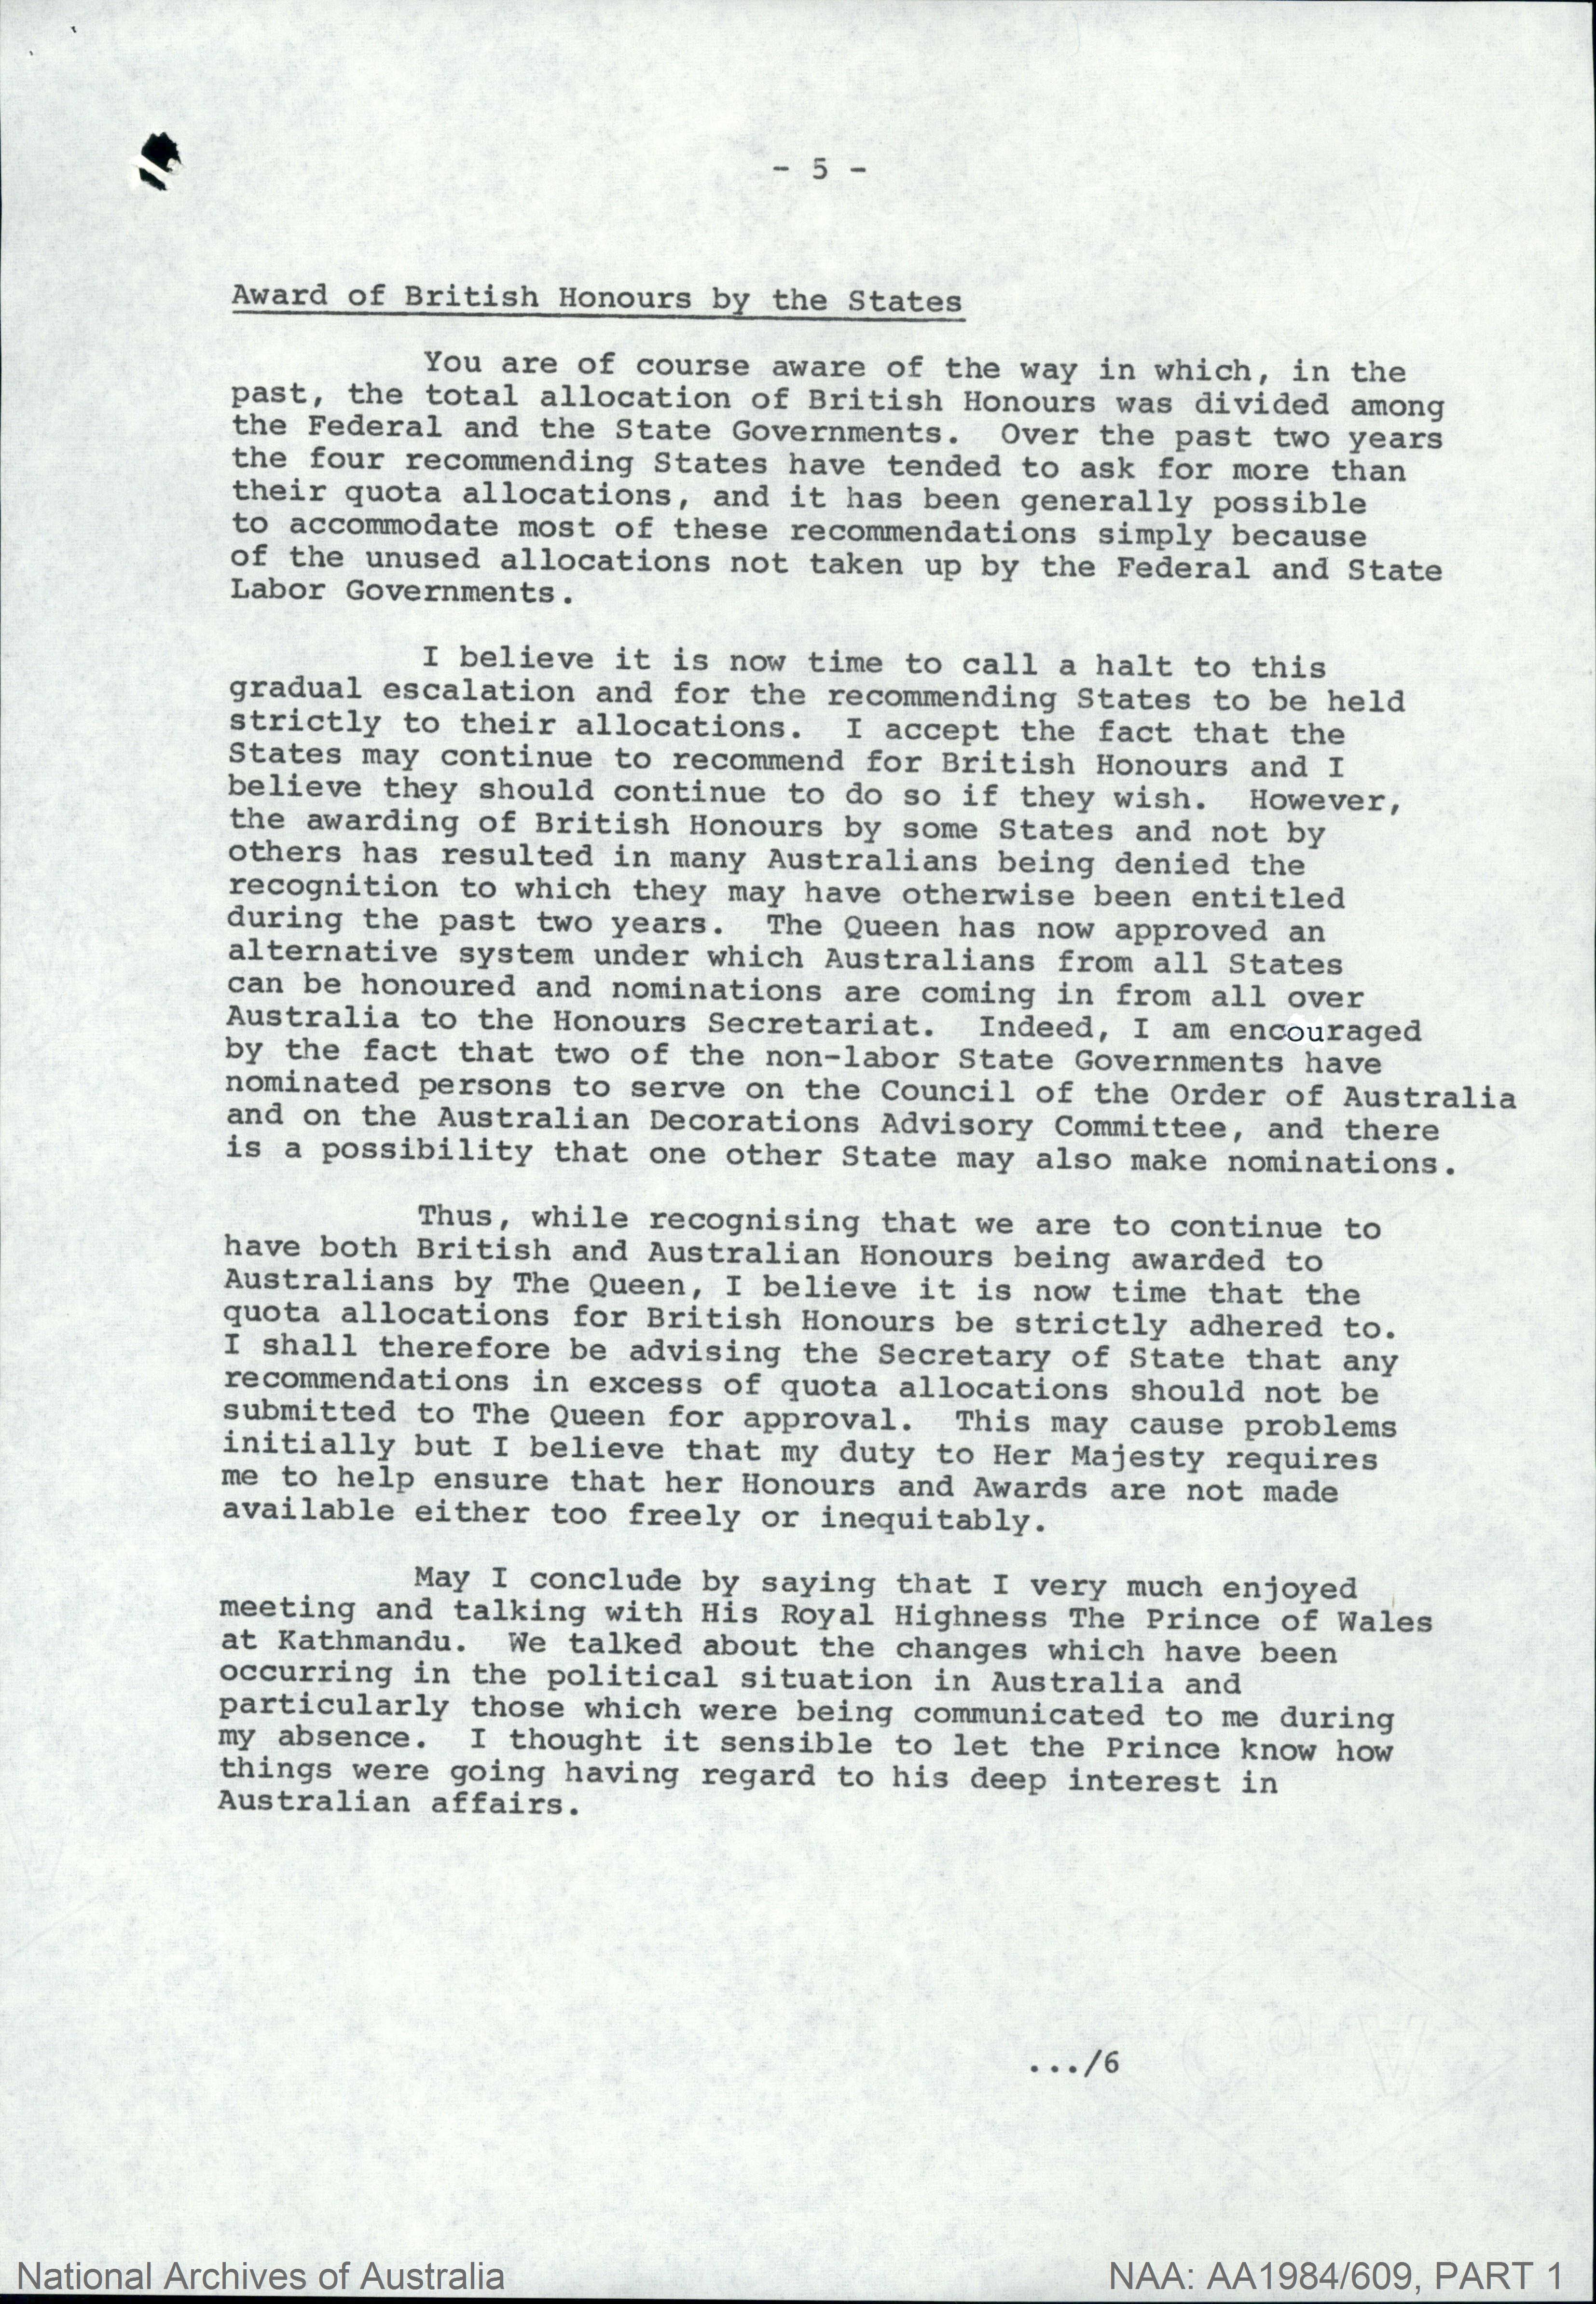 - 5 -
Award of British Honours by the States
You are of course aware of the way in which, in the
past, the total allocation of British Honours was divided among
the Federal and the State Governments. Over the past two years
the four recommending States have tended to ask for more than
their quota allocations, and it has been generally possible
to accommodate most of these recommendations simply because
of the unused allocations not taken up by the Federal and State
Labor Governments.
I believe it is now time to call a halt to this
gradual escalation and for the recommending States to be held
strictly to their allocations. I accept the fact that the
States may continue to recommend for British Honours and I
believe they should continue to do so if they wish. However,
the awarding of British Honours by some States and not by
others has resulted in many Australians being denied the
recognition to which they may have otherwise been entitled
during the past two years. The Queen has now approved an
alternative system under which Australians from all States
can be honoured and nominations are coming in from all over
Australia to the Honours Secretariat. Indeed, I am encouraged
by the fact that two of the non-labor State Governments have
nominated persons to serve on the Council of the Order of Australia
and on the Australian Decorations Advisory Committee, and there
is a possibility that one other State may also make nominations.
Thus, while recognising that we are to continue to
have both British and Australian Honours being awarded to
Australians by The Queen, I believe it is now time that the
quota allocations for British Honours be strictly adhered to.
I shall therefore be advising the Secretary of State that any
recommendations in excess of quota allocations should not be
submitted to The Queen for approval. This may cause problems
initially but I believe that my duty to Her Majesty requires
me to help ensure that her Honours and Awards are not made
available either too freely or inequitably.
May I conclude by saying that I very much enjoyed
meeting and talking with His Royal Highness The Prince of Wales
at Kathmandu. We talked about the changes which have been
occurring in the political situation in Australia and
particularly those which were being communicated to me during
my absence. I thought it sensible to let the Prince know how
things were going having regard to his deep interest in
Australian affairs.
.../6
National Archives of Australia
NAA: AA1984/609, PART 1